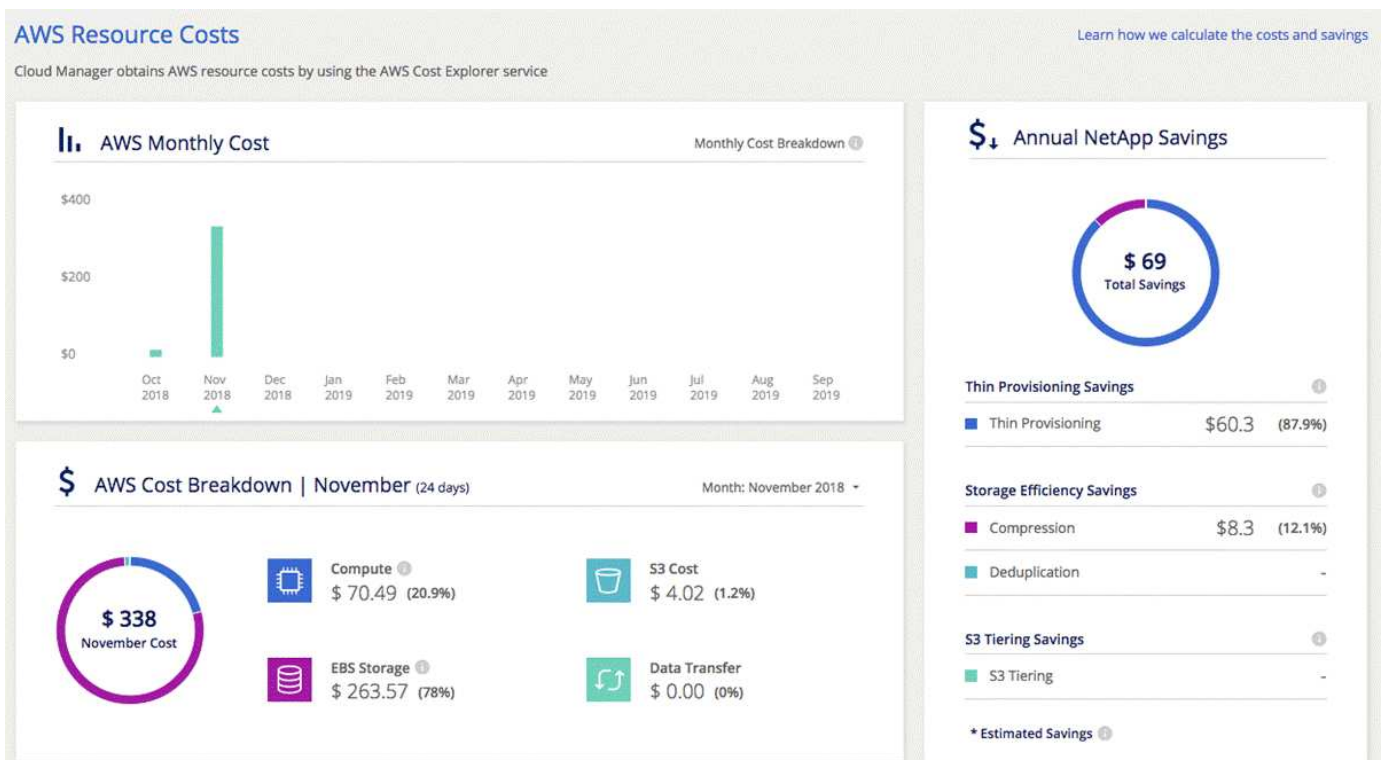 AWS Resource Costs
Learn how we calculate the costs and savings
Cloud Manager obtains AWS resource costs by using the AWS Cost Explorer service
AWS Monthly Cost
Monthly Cost Breakdown
$400
$200
$0
Oct Nov Dec Jan Feb Mar Apr May Jun Jul Aug Sep
2018 2018 2018 2019 2019 2019 2019 2019 2019 2019 2019 2019
$ AWS Cost Breakdown | November (24 days)
Month: November 2018
$ 338
November Cost
Compute
$ 70.49 (20.9%)
S3 Cost
$ 4.02 (1.2%)
EBS Storage
$ 263.57 (78%)
Data Transfer
$ 0.00 (0%)
$ Annual NetApp Savings
$ 69
Total Savings
Thin Provisioning Savings
Thin Provisioning $60.3 (87.9%)
Storage Efficiency Savings
Compression $8.3 (12.1%)
Deduplication -
S3 Tiering Savings
S3 Tiering -
* Estimated Savings